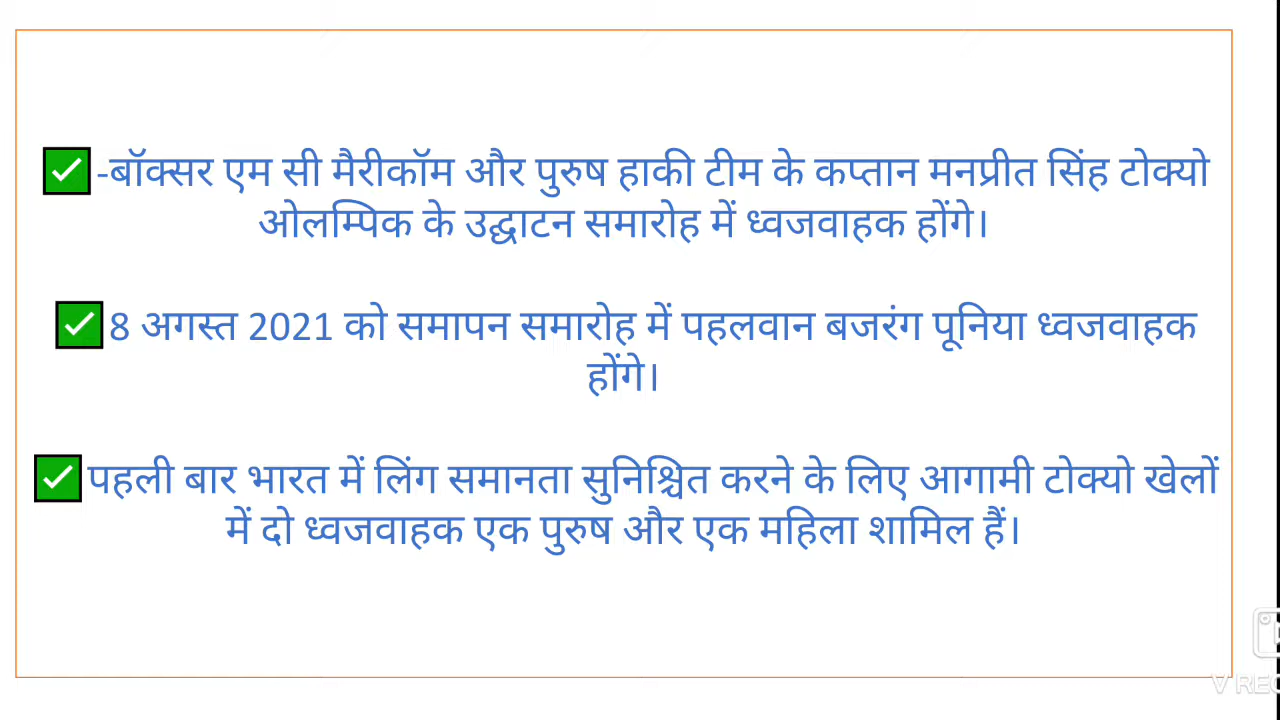 ✅-बॉक्सर एम सी मैरीकॉम और पुरुष हाकी टीम के कप्तान मनप्रीत सिंह टोक्यो
ओलम्पिक के उद्घाटन समारोह में ध्वजवाहक होंगे।
✅8 अगस्त 2021 को समापन समारोह में पहलवान बजरंग पूनिया ध्वजवाहक
होंगे।
✅पहली बार भारत में लिंग समानता सुनिश्चित करने के लिए आगामी टोक्यो खेलों
में दो ध्वजवाहक एक पुरुष और एक महिला शामिल हैं।